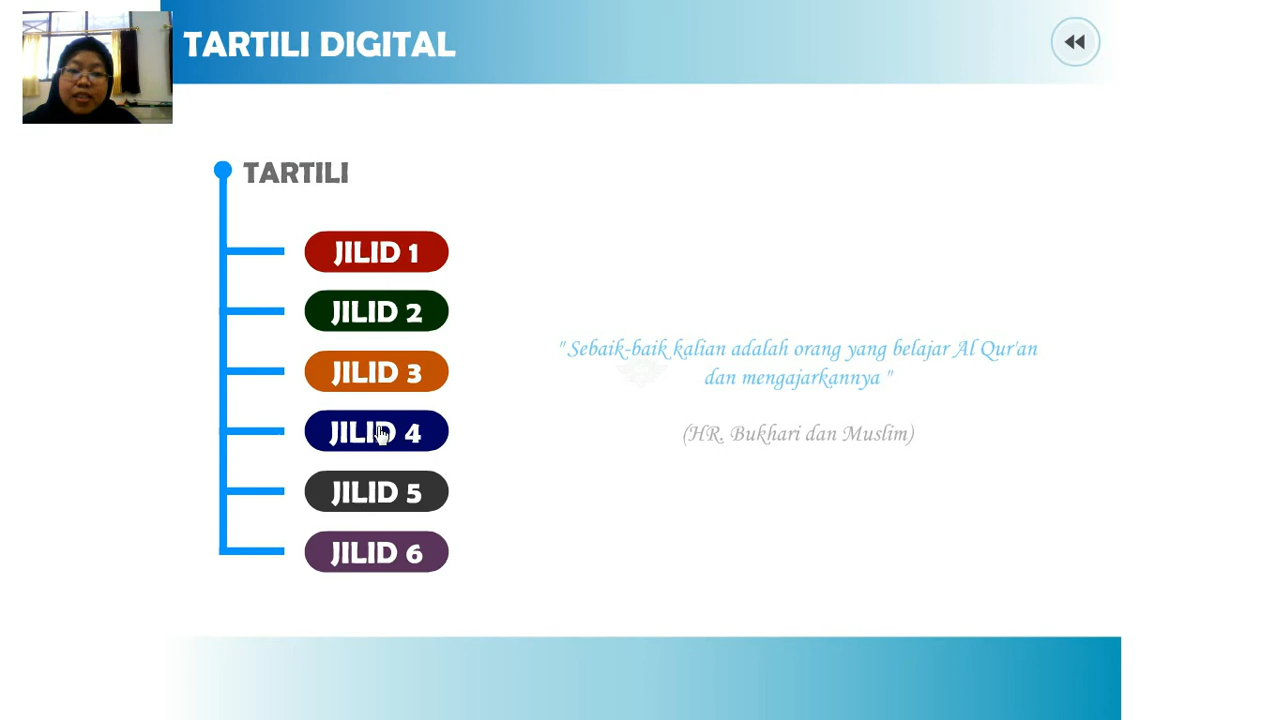 TARTILI DIGITAL
TARTILI
JILID 1
JILID 2
JILID 3
JILID 4
JILID 5
JILID 6
" Sebaik-baik kalian adalah orang yang belajar Al Qur'an
dan mengajarkannya "
(HR. Bukhari dan Muslim)